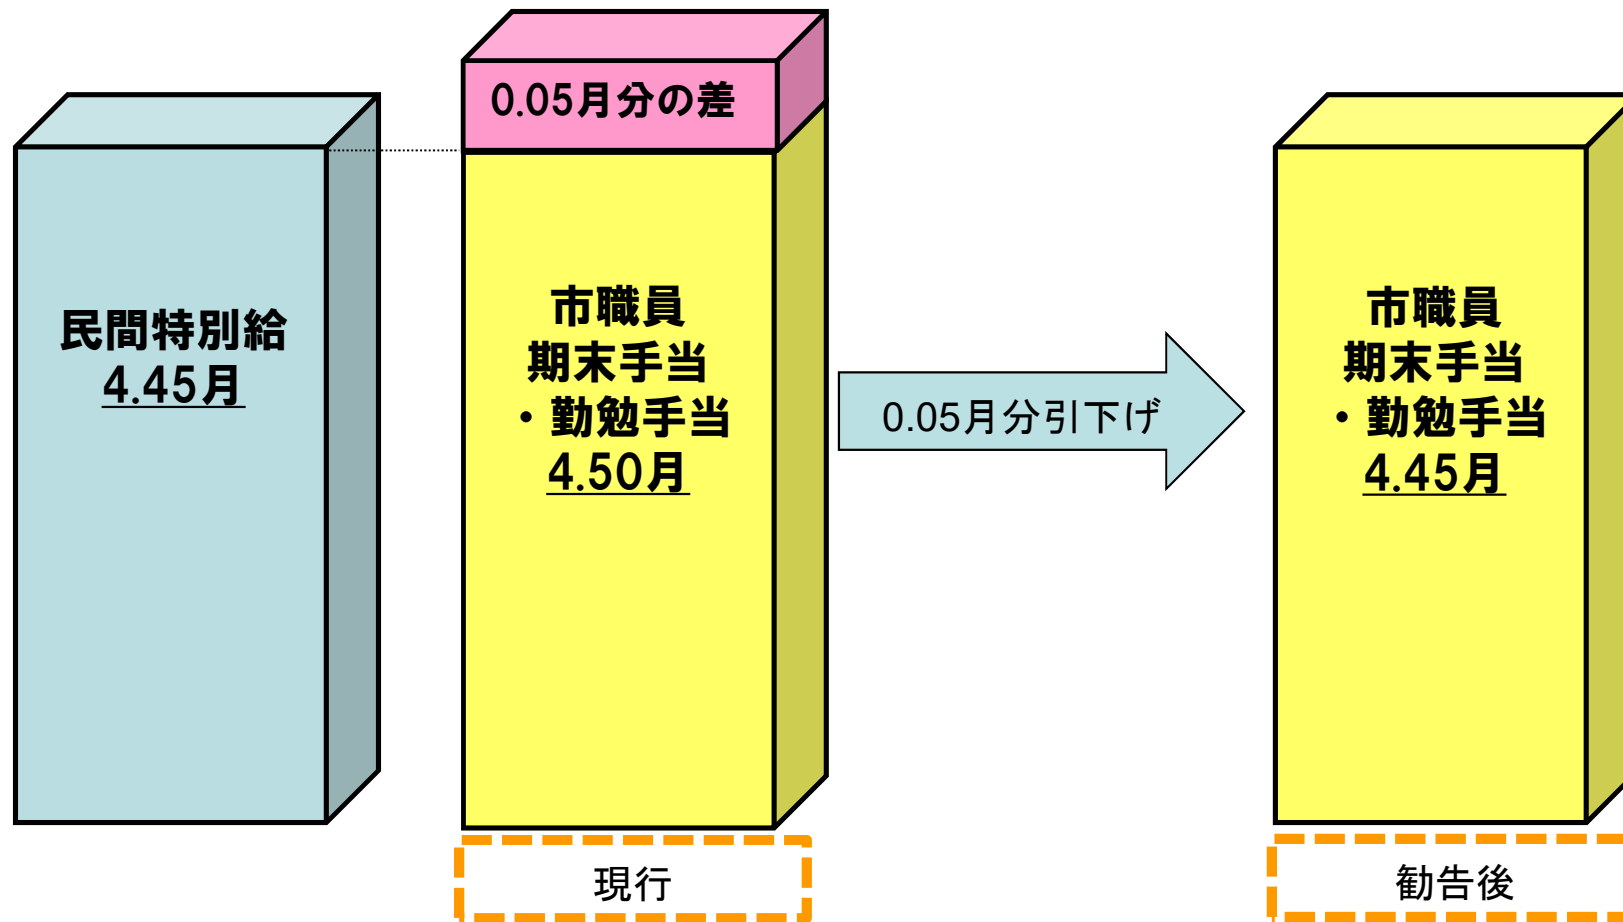 0.05月分の差
民間特別給
4.45月
市職員
期末手当
・勤勉手当
4.50月
0.05月分引下げ
市職員
期末手当
・勤勉手当
4.45月
現行
勧告後